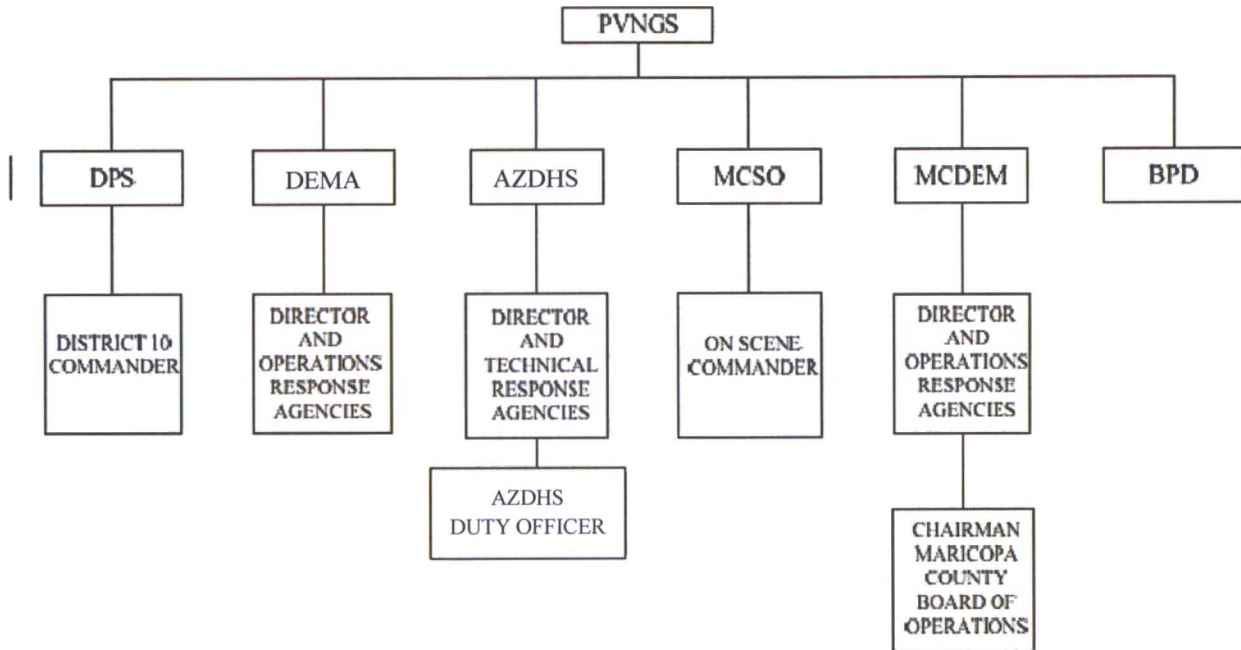 PVNGS
DPS
DEMA
AZDHS
MCSO
MCDEM
BPD
DISTRICT 10
COMMANDER
DIRECTOR
AND
OPERATIONS
RESPONSE
AGENCIES
DIRECTOR
AND
TECHNICAL
RESPONSE
AGENCIES
ON SCENE
COMMANDER
DIRECTOR
AND
OPERATIONS
RESPONSE
AGENCIES
AZDHS
DUTY OFFICER
CHAIRMAN
MARICOPA
COUNTY
BOARD OF
OPERATIONS